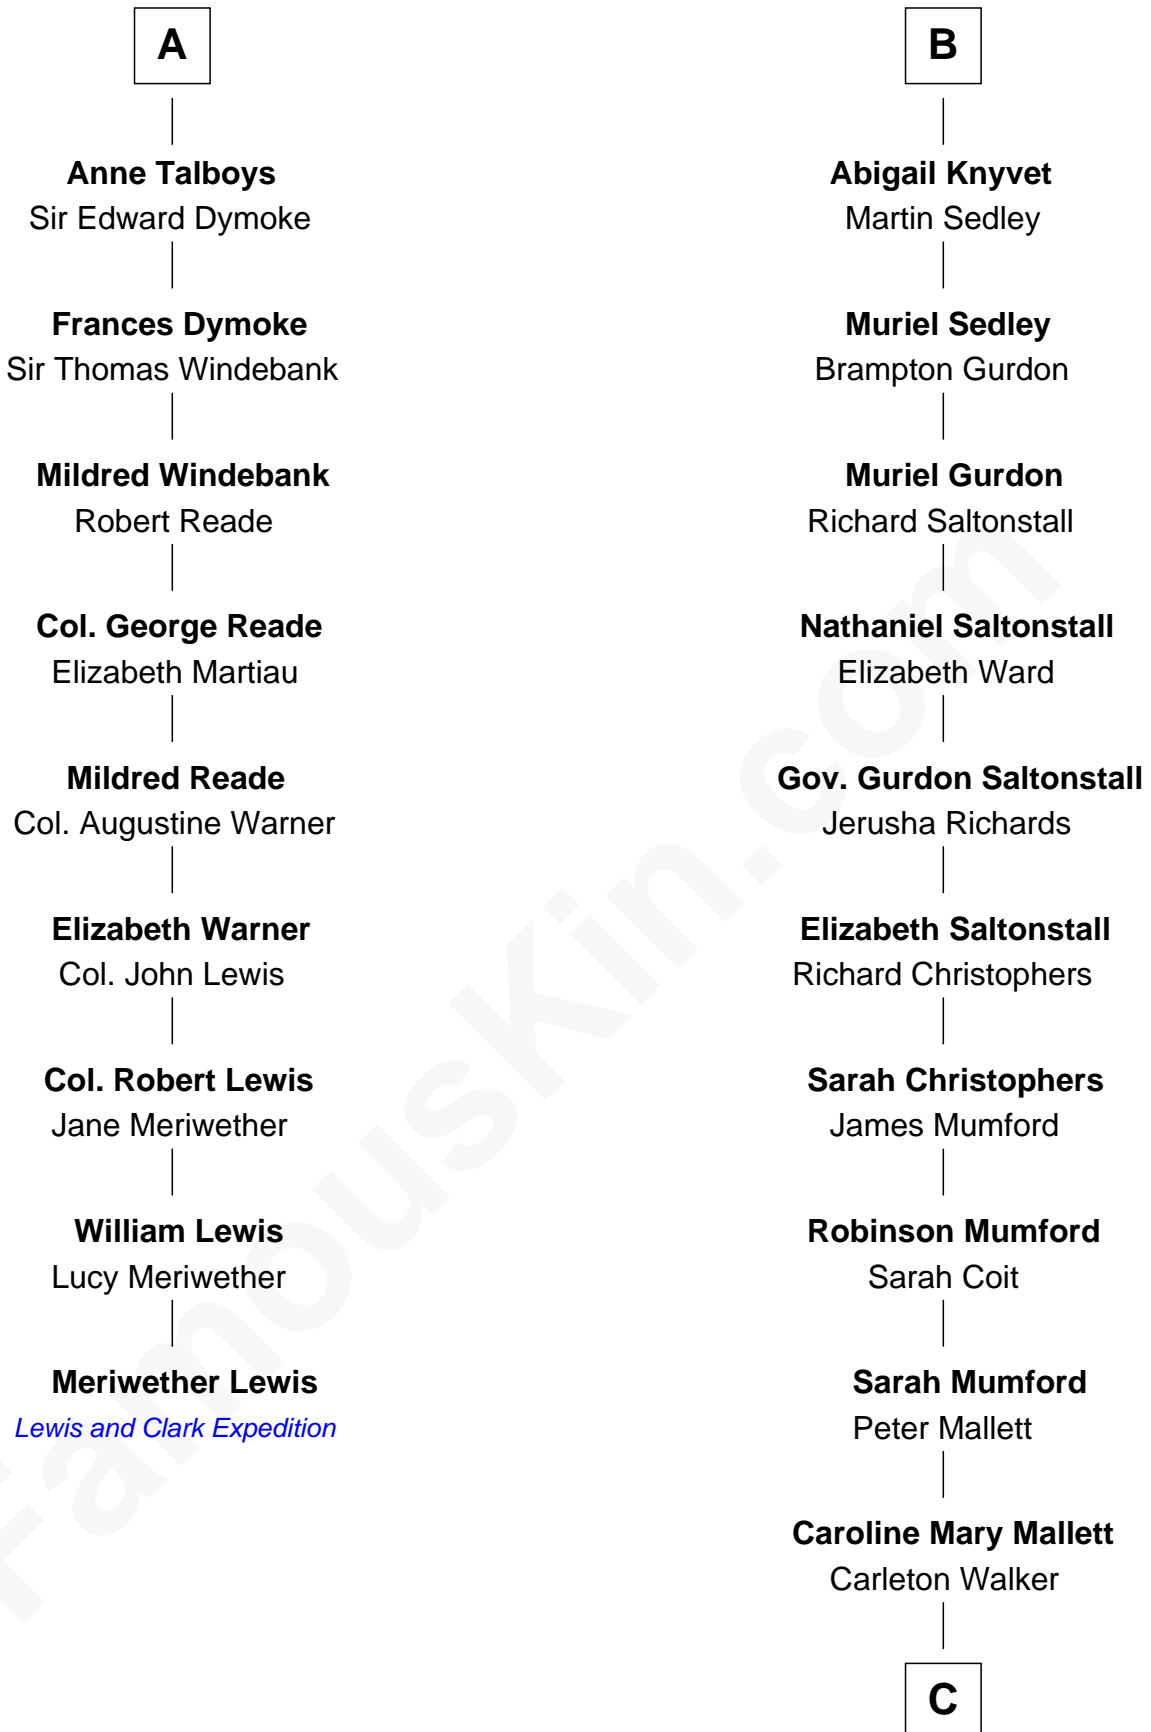 A
Anne Talboys
Sir Edward Dymoke
Frances Dymoke
Sir Thomas Windebank
Mildred Windebank
Robert Reade
Col. George Reade
Elizabeth Martiau
Mildred Reade
Col. Augustine Warner
Elizabeth Warner
Col. John Lewis
Col. Robert Lewis
Jane Meriwether
William Lewis
Lucy Meriwether
Meriwether Lewis
Lewis and Clark Expedition
B
Abigail Knyvet
Martin Sedley
Muriel Sedley
Brampton Gurdon
Muriel Gurdon
Richard Saltonstall
Nathaniel Saltonstall
Elizabeth Ward
Gov. Gurdon Saltonstall
Jerusha Richards
Elizabeth Saltonstall
Richard Christophers
Sarah Christophers
James Mumford
Robinson Mumford
Sarah Coit
Sarah Mumford
Peter Mallett
Caroline Mary Mallett
Carleton Walker
C
FamousKin.com